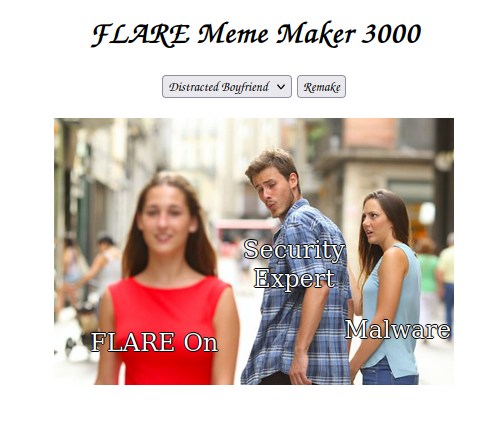 FLARE Meme Maker 3000
Distracted Boyfriend
Remake
Security
Expert
FLARE On
Malware